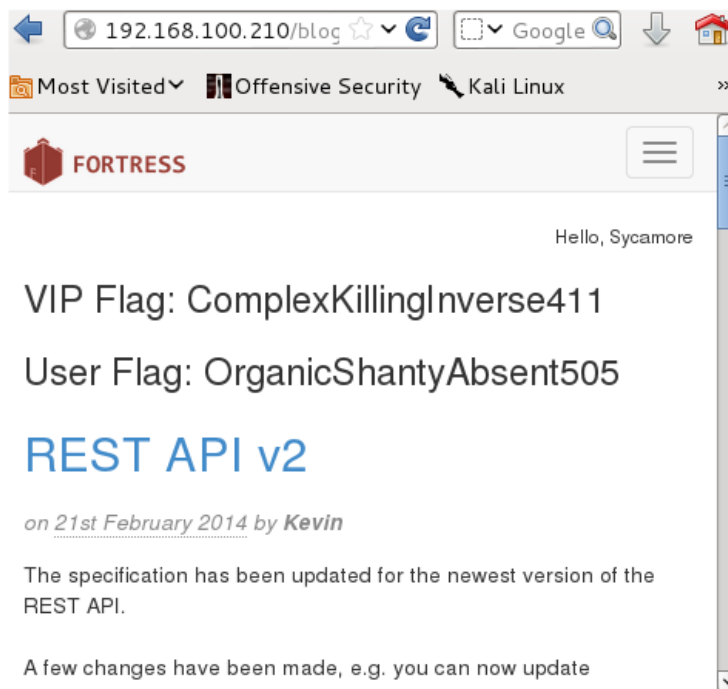 192.168.100.210/blog Google
Most Visited Offensive Security Kali Linux »
F FORTRESS
Hello, Sycamore
VIP Flag: ComplexKillingInverse411
User Flag: OrganicShantyAbsent505
REST API v2
on 21st February 2014 by Kevin
The specification has been updated for the newest version of the
REST API.
A few changes have been made, e.g. you can now update